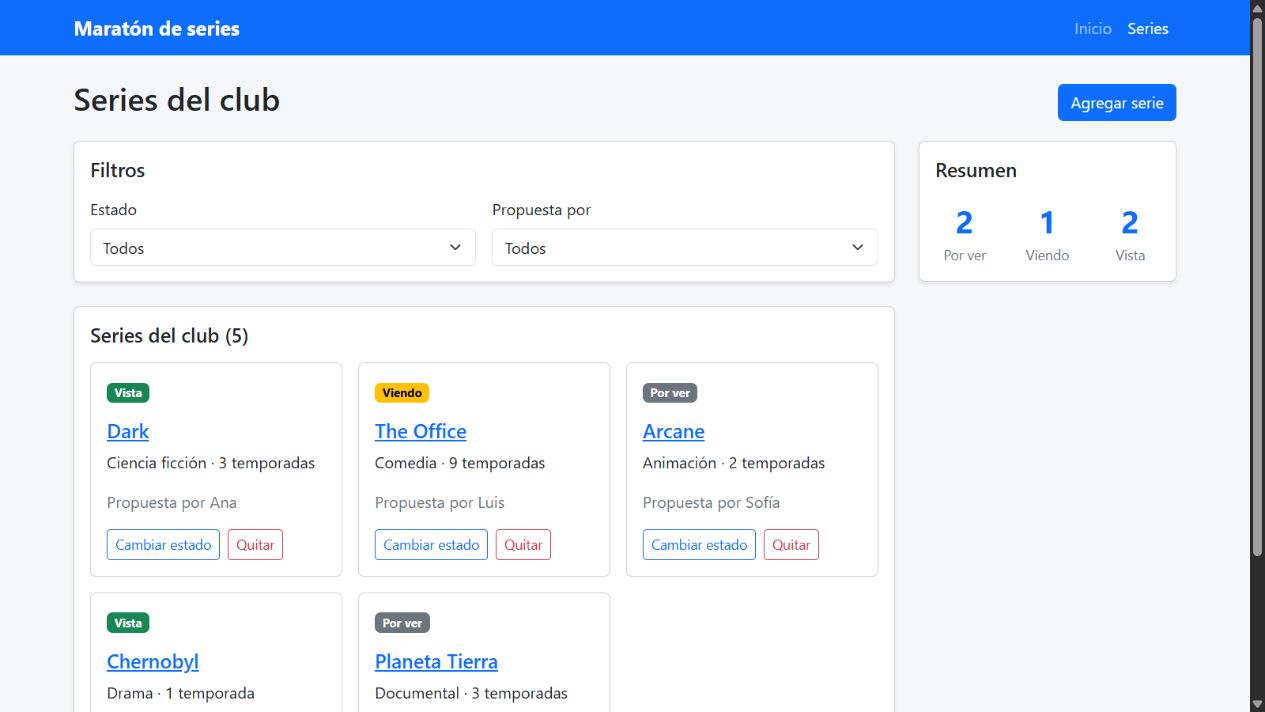 Maratón de series
Inicio Series
Series del club
Agregar serie
Filtros
Estado
Propuesta por
Todos
Todos
Resumen
2 1 2
Por ver Viendo Vista
Series del club (5)
Vista
Dark
Ciencia ficción · 3 temporadas
Propuesta por Ana
Cambiar estado Quitar
Viendo
The Office
Comedia · 9 temporadas
Propuesta por Luis
Cambiar estado Quitar
Por ver
Arcane
Animación · 2 temporadas
Propuesta por Sofía
Cambiar estado Quitar
Vista
Chernobyl
Drama · 1 temporada
Por ver
Planeta Tierra
Documental · 3 temporadas